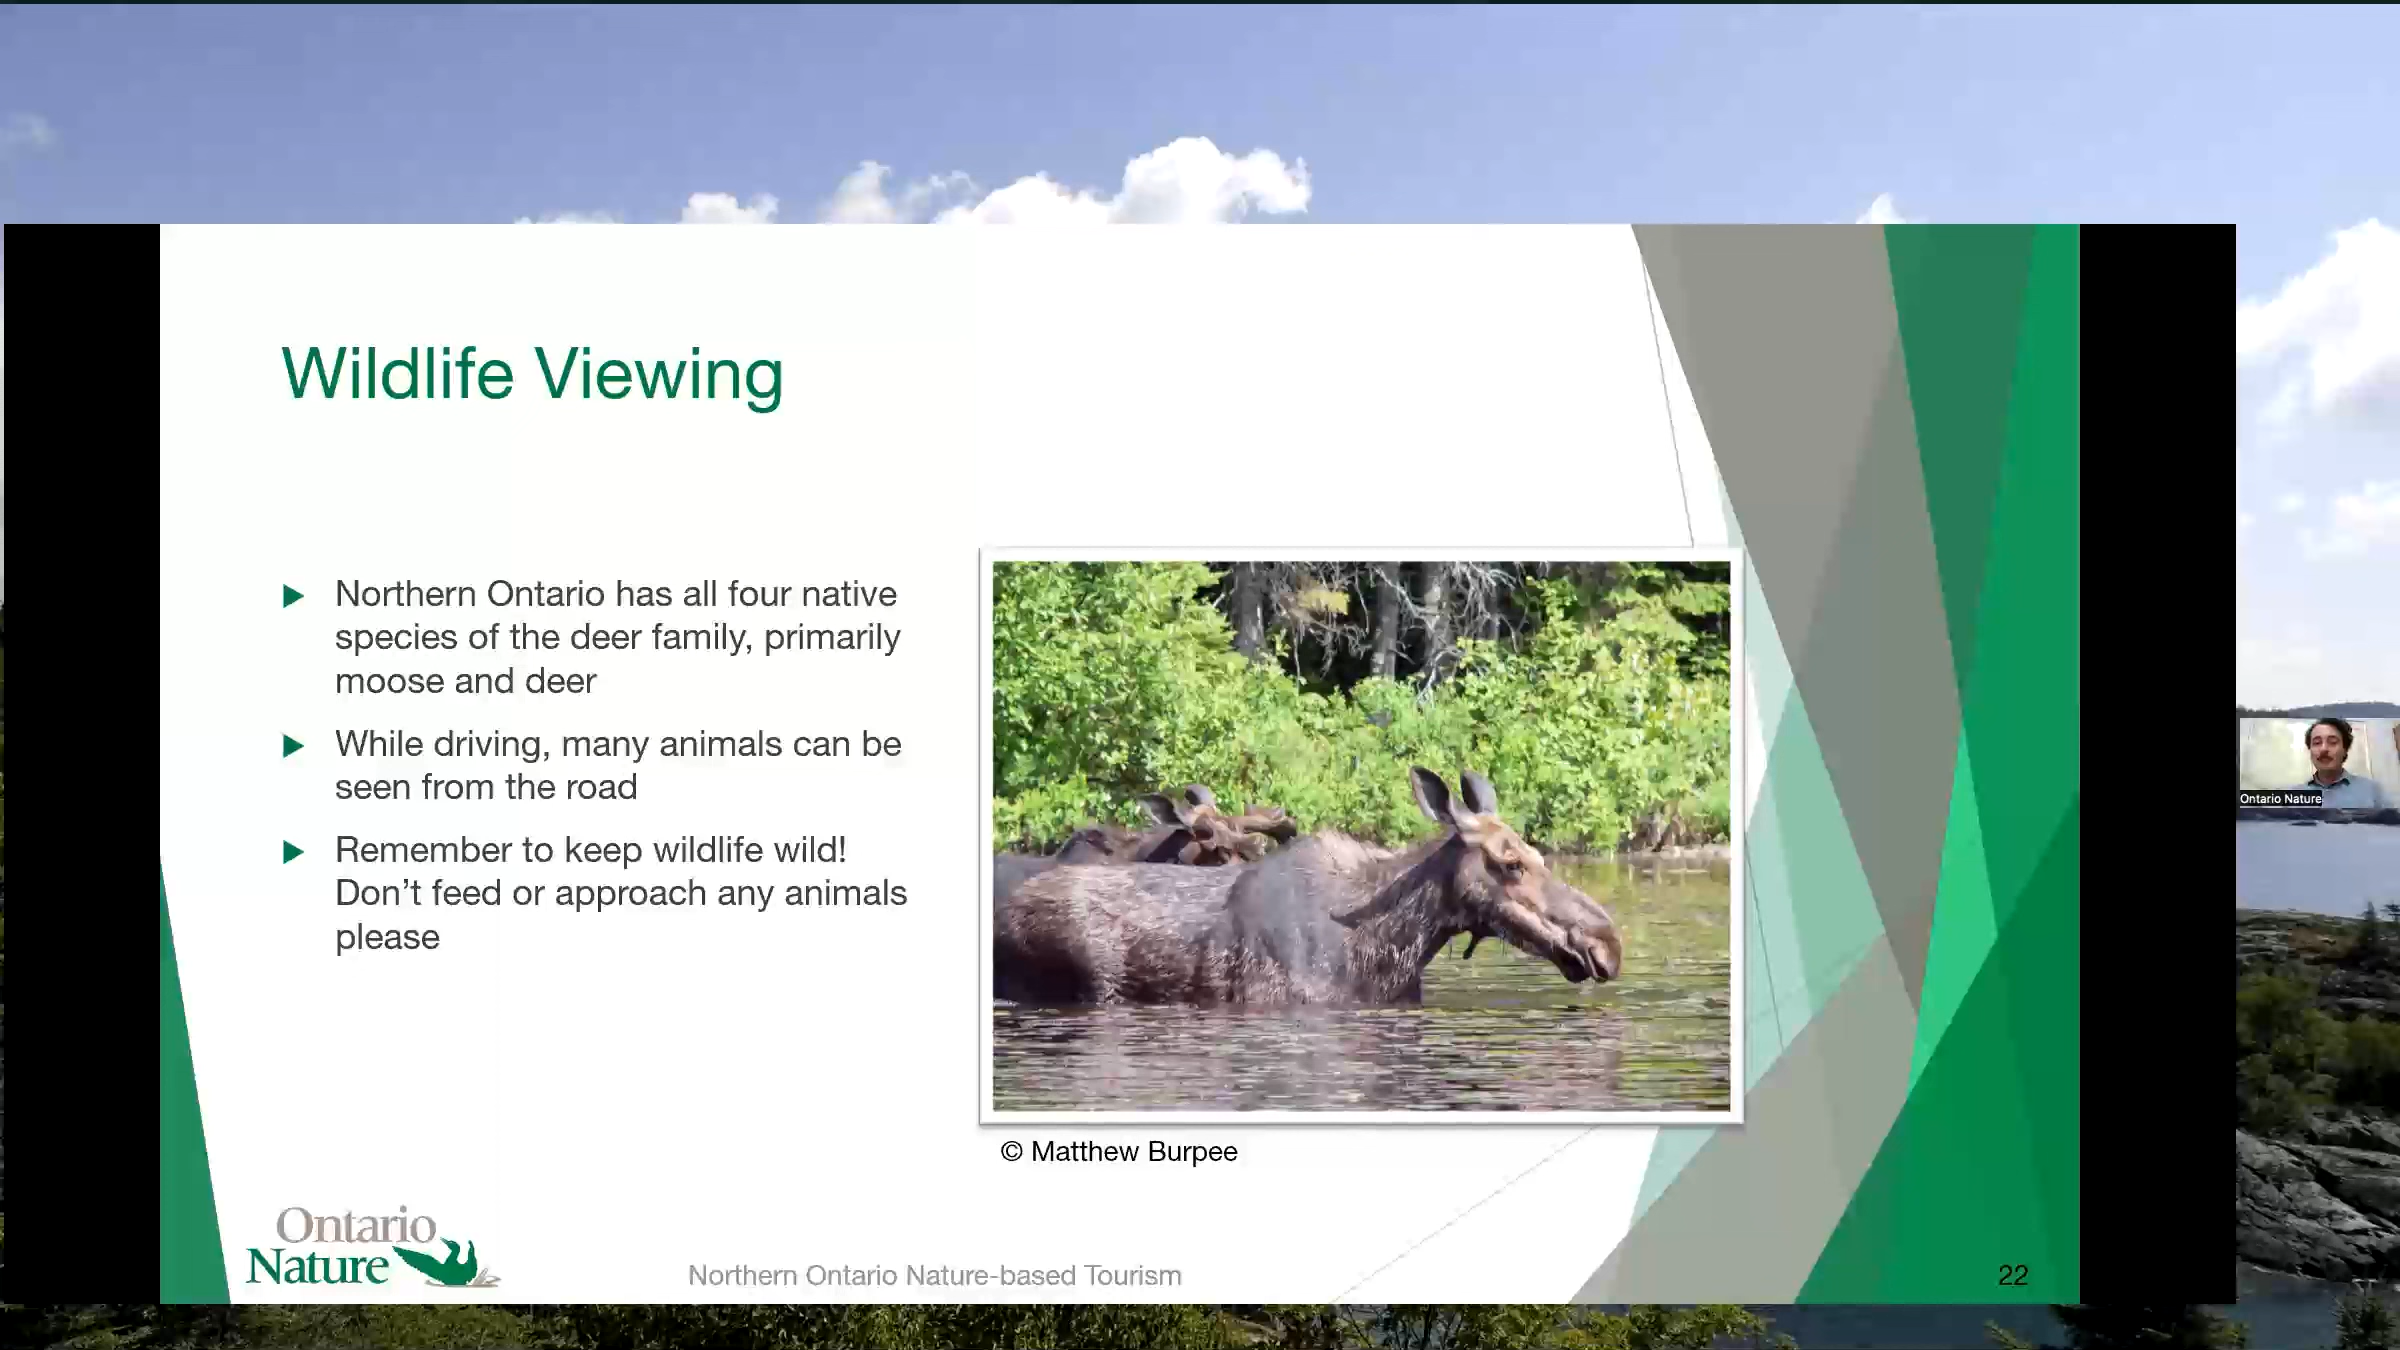 Wildlife Viewing
Northern Ontario has all four native
species of the deer family, primarily
moose and deer
While driving, many animals can be
seen from the road
Remember to keep wildlife wild!
Don’t feed or approach any animals
please
© Matthew Burpee
Ontario Nature
Ontario
Nature
Northern Ontario Nature-based Tourism
22